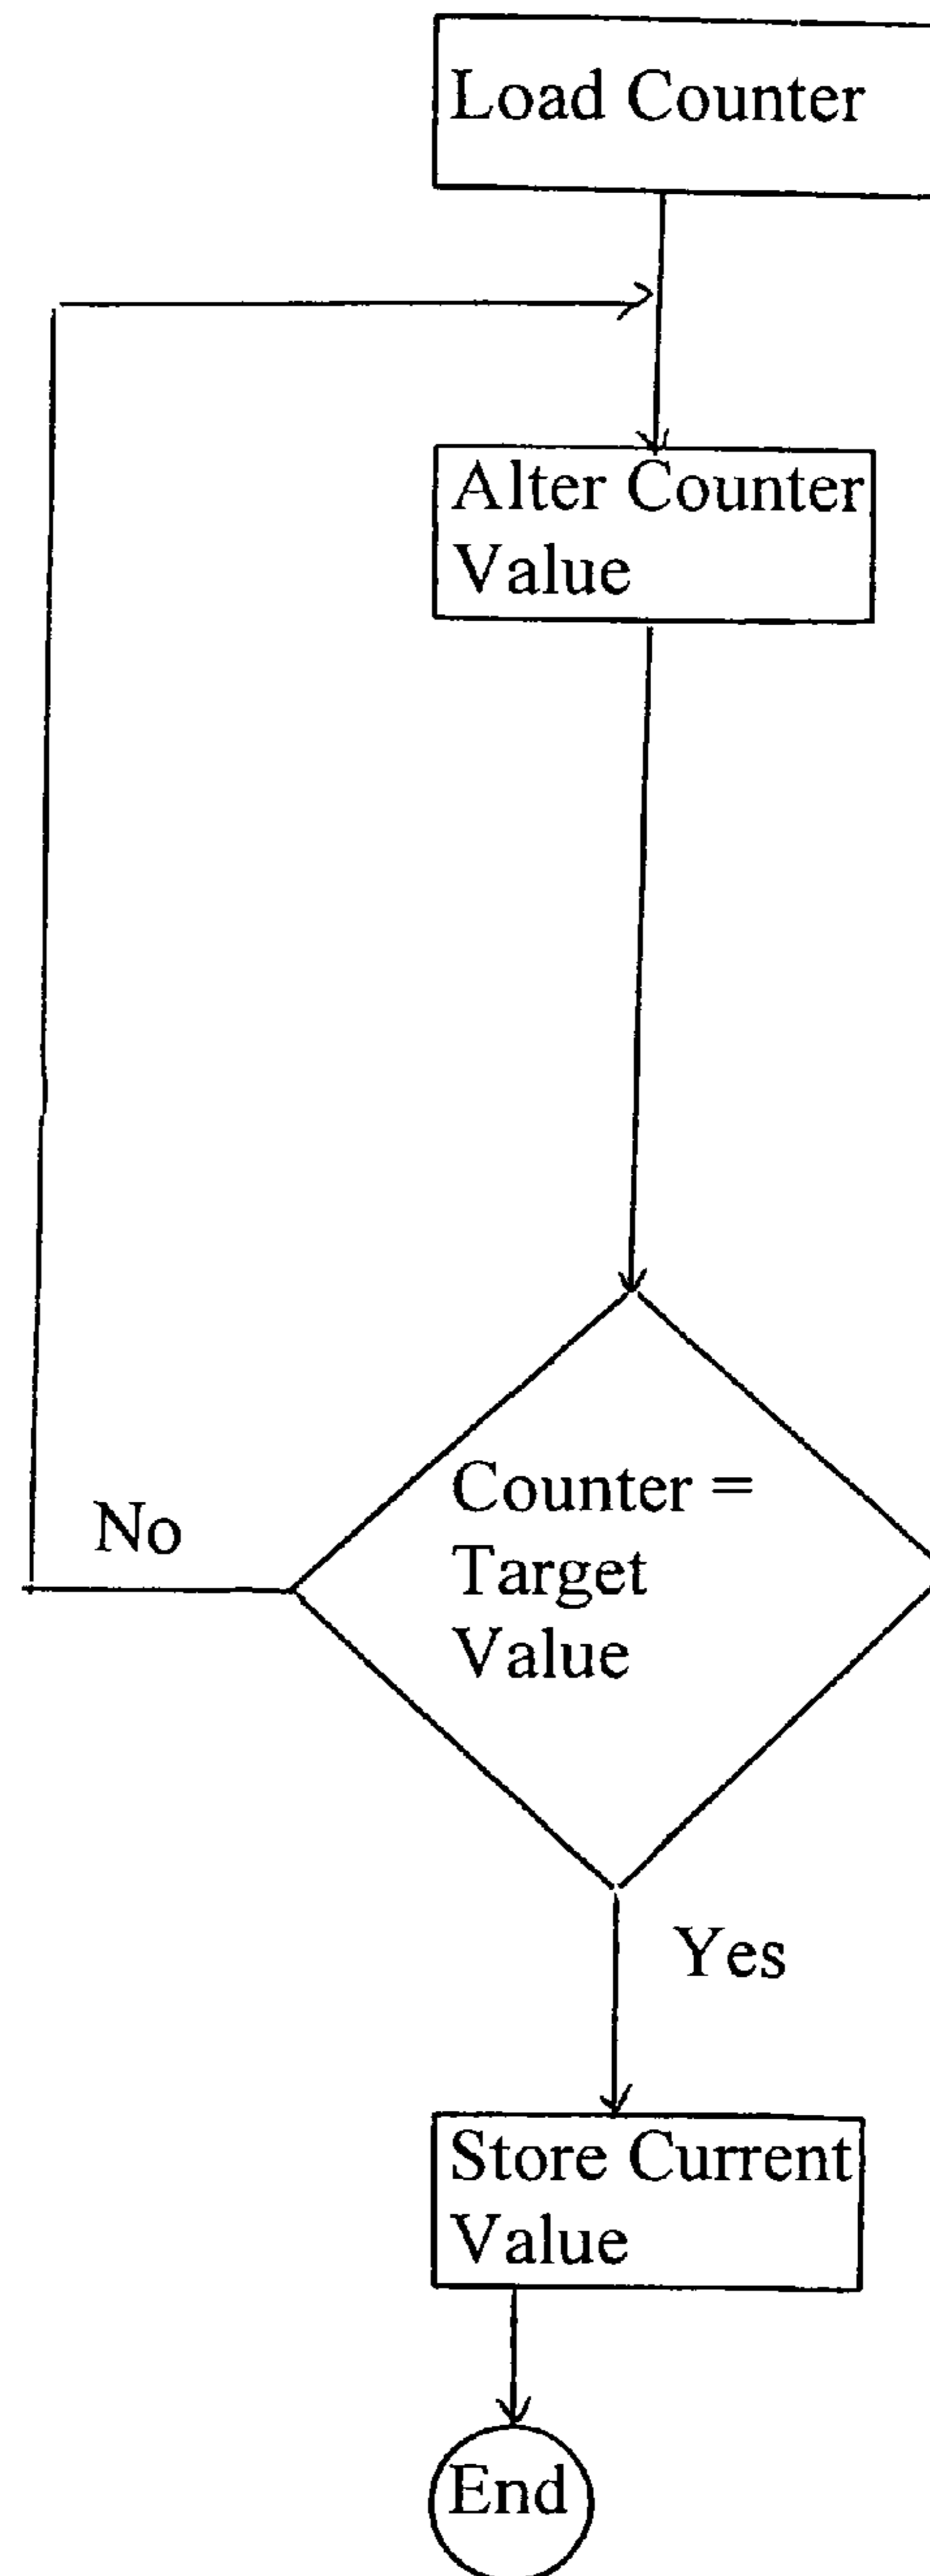 Load Counter
Alter Counter
Value
Counter =
Target
Value
No
Yes
Store Current
Value
End